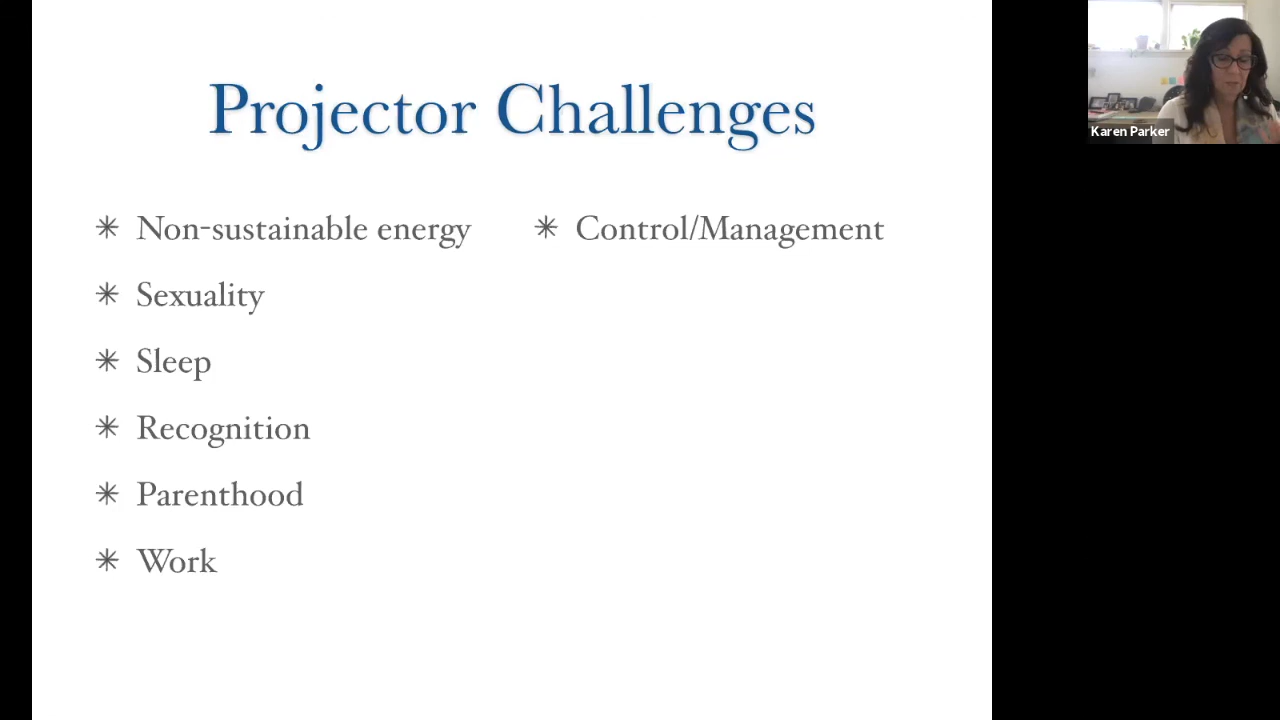 Projector Challenges
✳ Non-sustainable energy
✳ Sexuality
✳ Sleep
✳ Recognition
✳ Parenthood
✳ Work
✳ Control/Management
Karen Parker